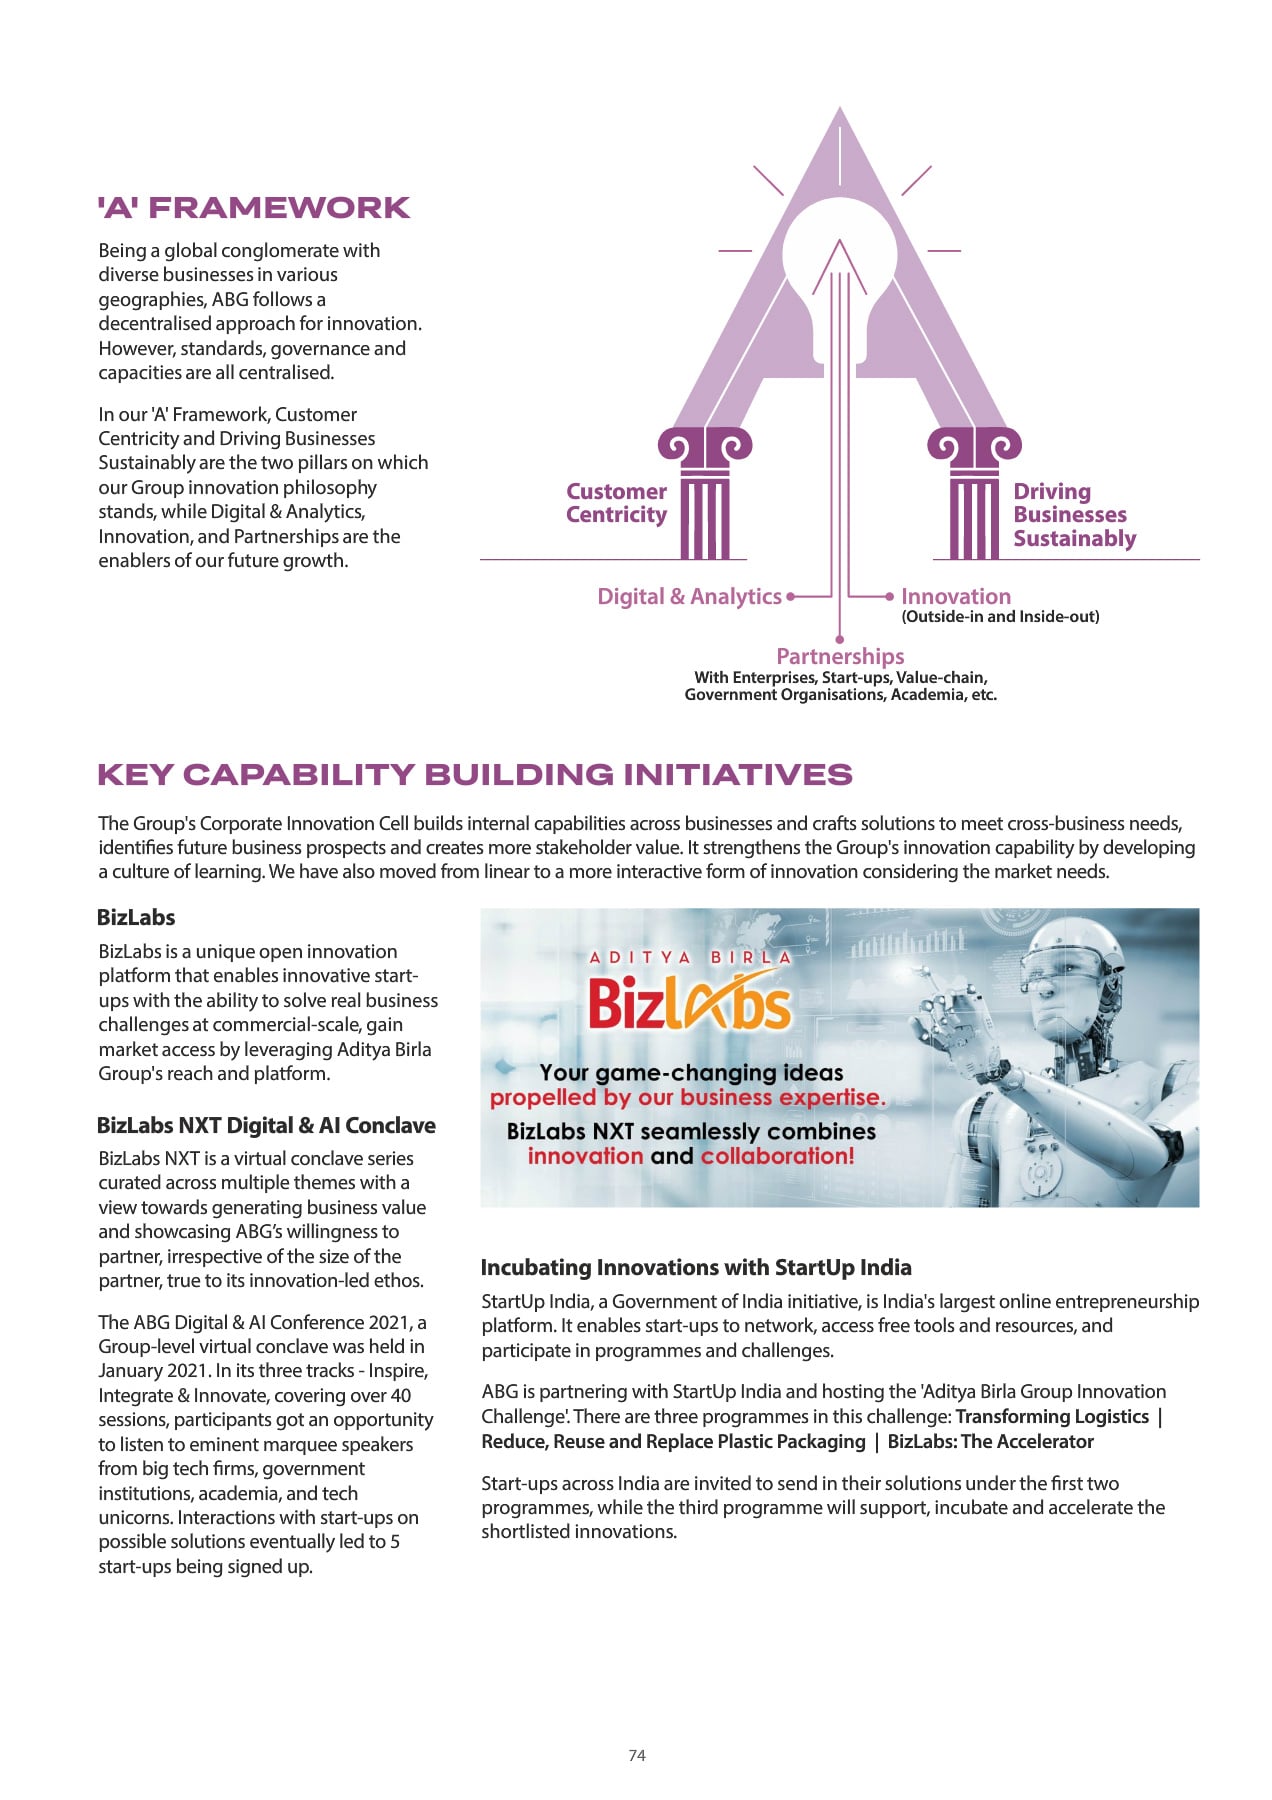 'A' FRAMEWORK
Being a global conglomerate with
diverse businesses in various
geographies, ABG follows a
decentralised approach for innovation.
However, standards, governance and
capacities are all centralised.
In our 'A' Framework, Customer
Centricity and Driving Businesses
Sustainably are the two pillars on which
our Group innovation philosophy
stands, while Digital & Analytics,
Innovation, and Partnerships are the
enablers of our future growth.
Customer
Centricity
Driving
Businesses
Sustainably
Digital & Analytics
Innovation
(Outside-in and Inside-out)
Partnerships
With Enterprises, Start-ups, Value-chain,
Government Organisations, Academia, etc.
KEY CAPABILITY BUILDING INITIATIVES
The Group's Corporate Innovation Cell builds internal capabilities across businesses and crafts solutions to meet cross-business needs,
identifies future business prospects and creates more stakeholder value. It strengthens the Group's innovation capability by developing
a culture of learning. We have also moved from linear to a more interactive form of innovation considering the market needs.
BizLabs
BizLabs is a unique open innovation
platform that enables innovative start-
ups with the ability to solve real business
challenges at commercial-scale, gain
market access by leveraging Aditya Birla
Group's reach and platform.
BizLabs NXT Digital & AI Conclave
BizLabs NXT is a virtual conclave series
curated across multiple themes with a
view towards generating business value
and showcasing ABG’s willingness to
partner, irrespective of the size of the
partner, true to its innovation-led ethos.
The ABG Digital & AI Conference 2021, a
Group-level virtual conclave was held in
January 2021. In its three tracks - Inspire,
Integrate & Innovate, covering over 40
sessions, participants got an opportunity
to listen to eminent marquee speakers
from big tech firms, government
institutions, academia, and tech
unicorns. Interactions with start-ups on
possible solutions eventually led to 5
start-ups being signed up.
ADITYA BIRLA
Bizlabs
Your game-changing ideas
propelled by our business expertise.
BizLabs NXT seamlessly combines
innovation and collaboration!
Incubating Innovations with StartUp India
StartUp India, a Government of India initiative, is India's largest online entrepreneurship
platform. It enables start-ups to network, access free tools and resources, and
participate in programmes and challenges.
ABG is partnering with StartUp India and hosting the 'Aditya Birla Group Innovation
Challenge'. There are three programmes in this challenge: Transforming Logistics |
Reduce, Reuse and Replace Plastic Packaging | BizLabs: The Accelerator
Start-ups across India are invited to send in their solutions under the first two
programmes, while the third programme will support, incubate and accelerate the
shortlisted innovations.
74